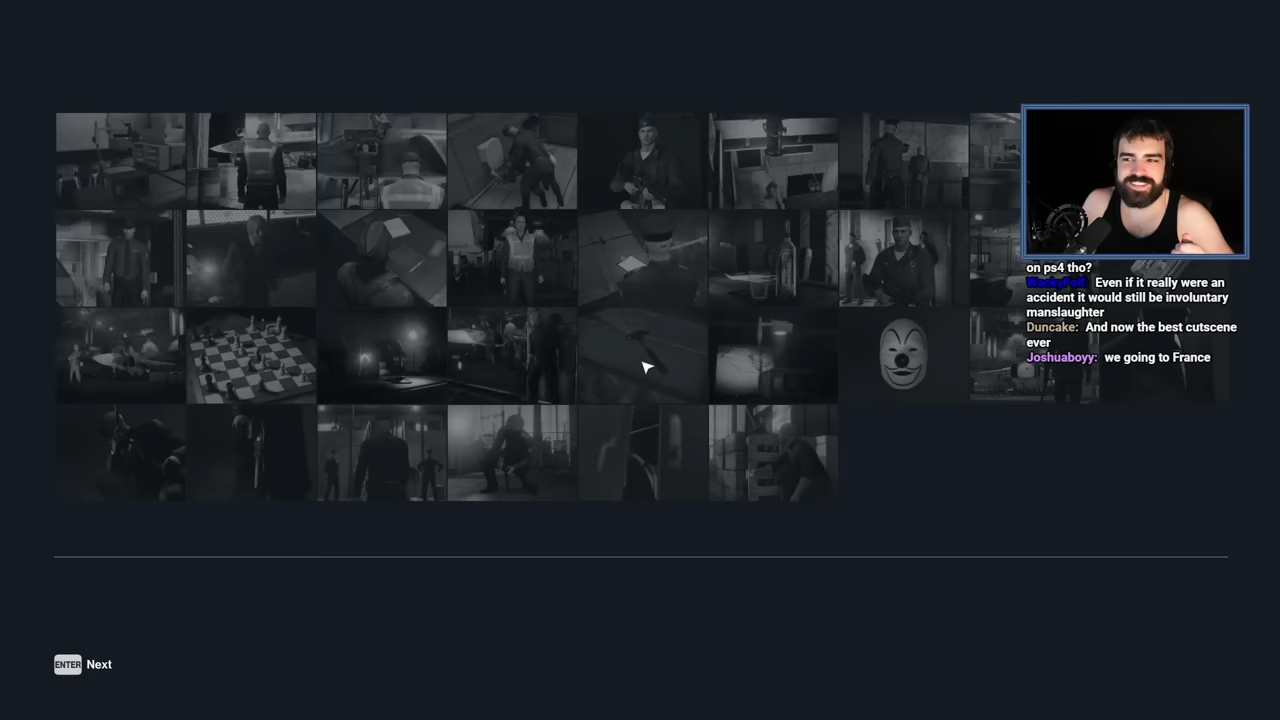 on ps4 tho?
WackyFoff: Even if it really were an
accident it would still be involuntary
manslaughter
Duncake: And now the best cutscene
ever
Joshuaboyy: we going to France
ENTER Next